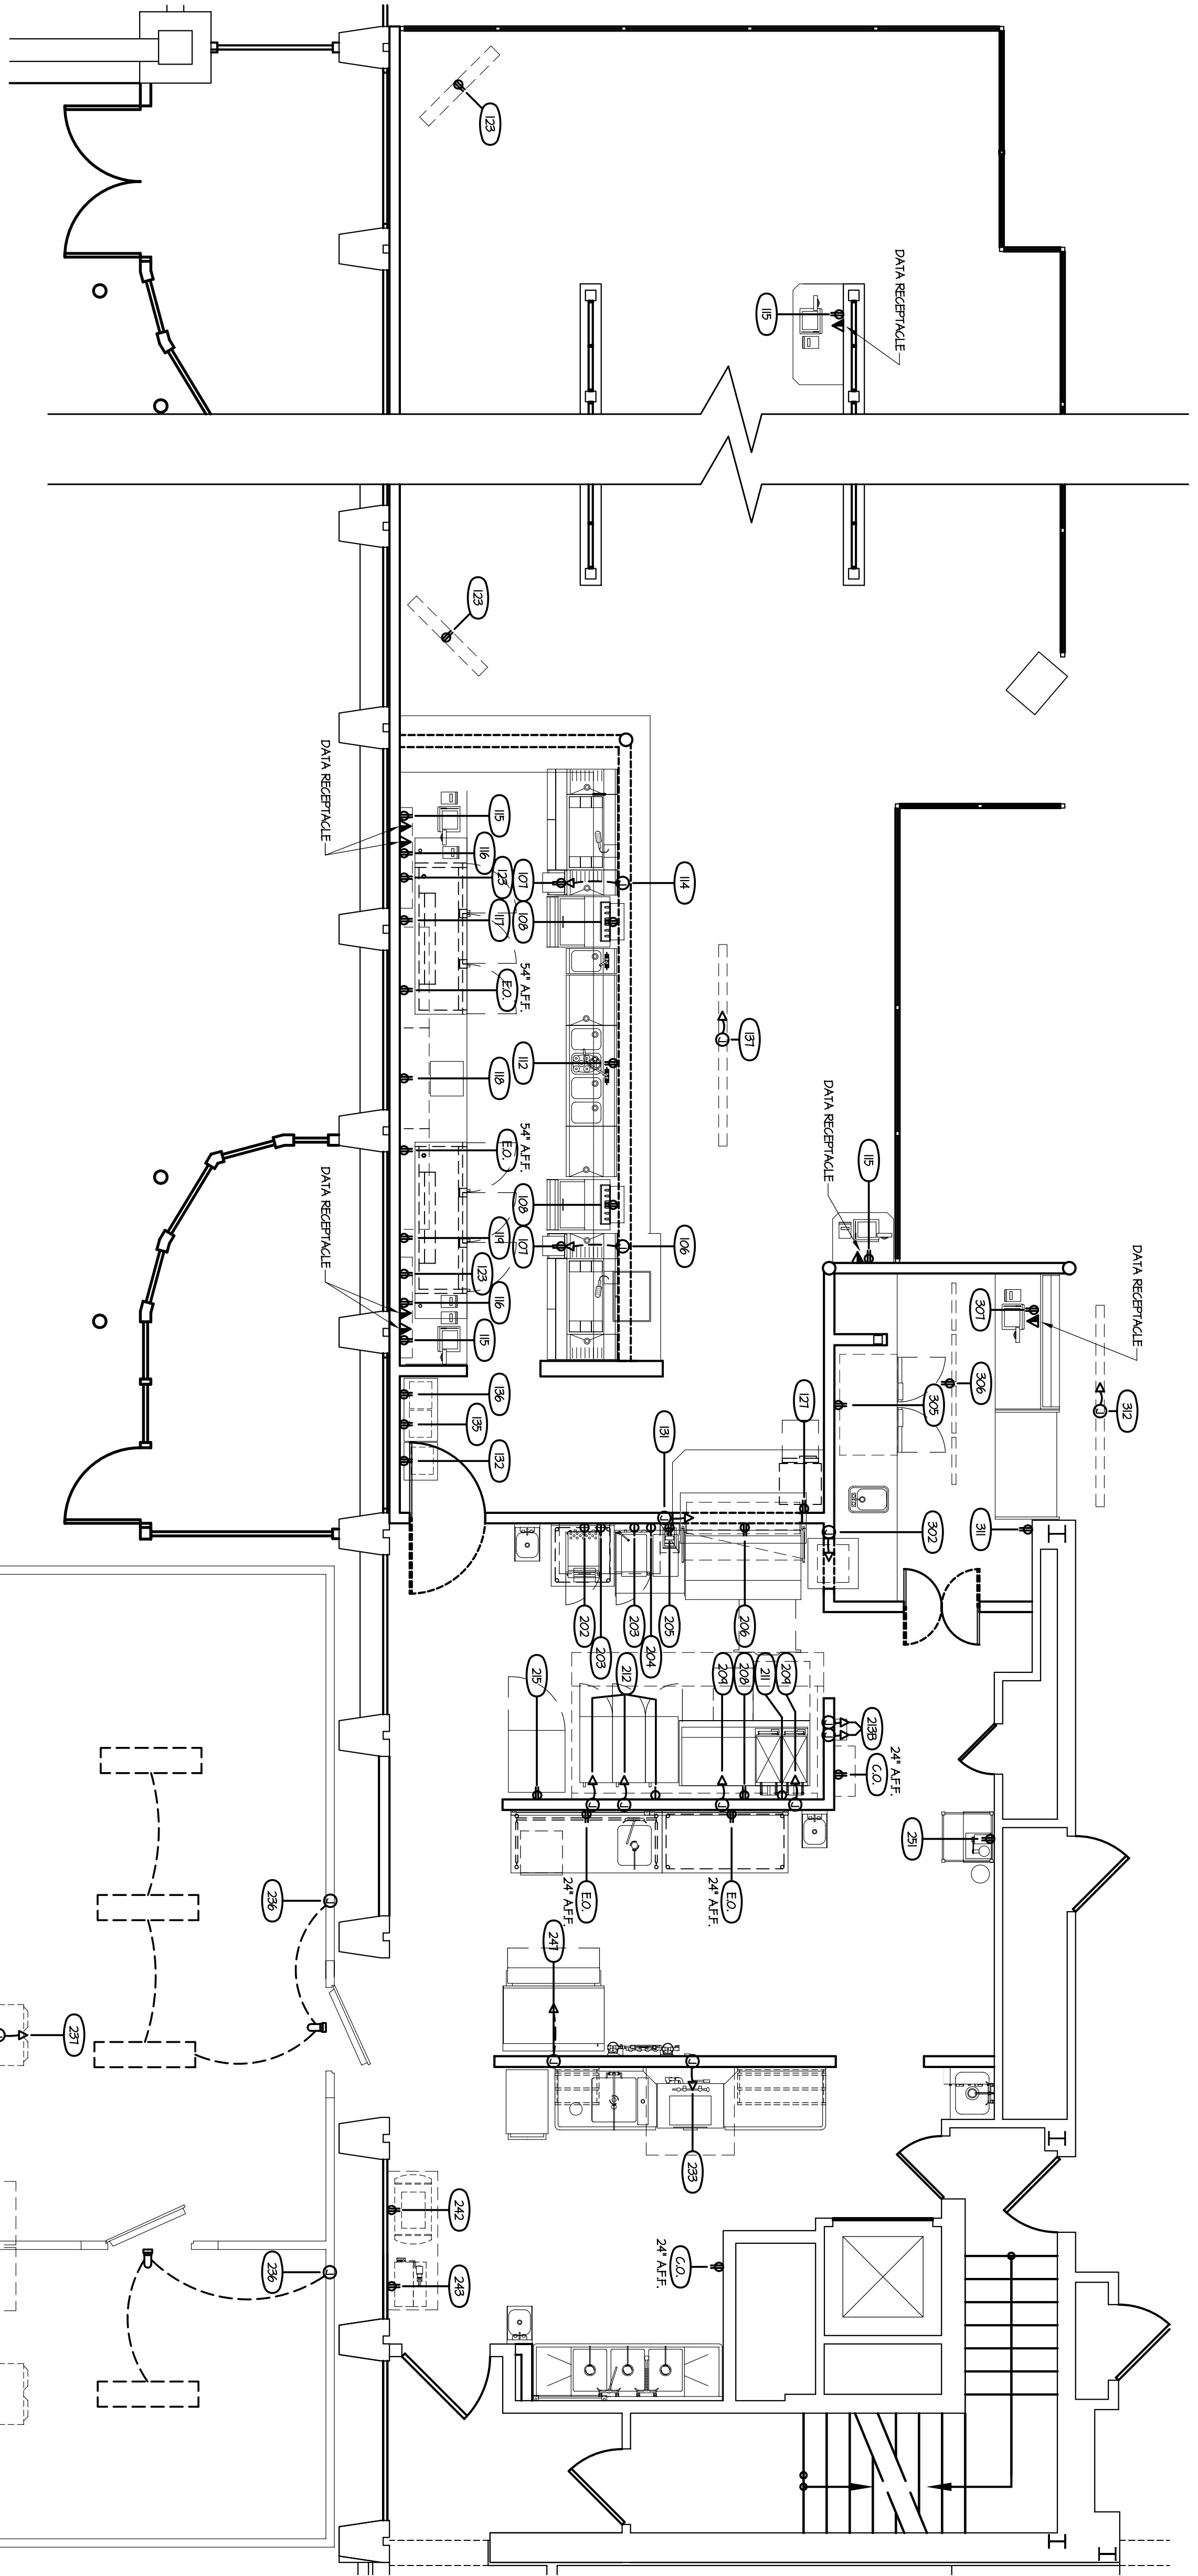 123
DATA RECEPTACLE
115
123
DATA RECEPTACLE
115
116
123
117
E.O.
54" A.F.F.
107
108
114
112
118
137
E.O.
54" A.F.F.
DATA RECEPTACLE
108
107
106
119
123
116
115
DATA RECEPTACLE
115
DATA RECEPTACLE
307
306
305
312
311
302
136
135
132
131
127
202
203
203
204
205
206
215
212
209
208
211
209
213B
C.O.
24" A.F.F.
251
E.O.
24" A.F.F.
E.O.
24" A.F.F.
236
237
247
233
242
243
236
C.O.
24" A.F.F.